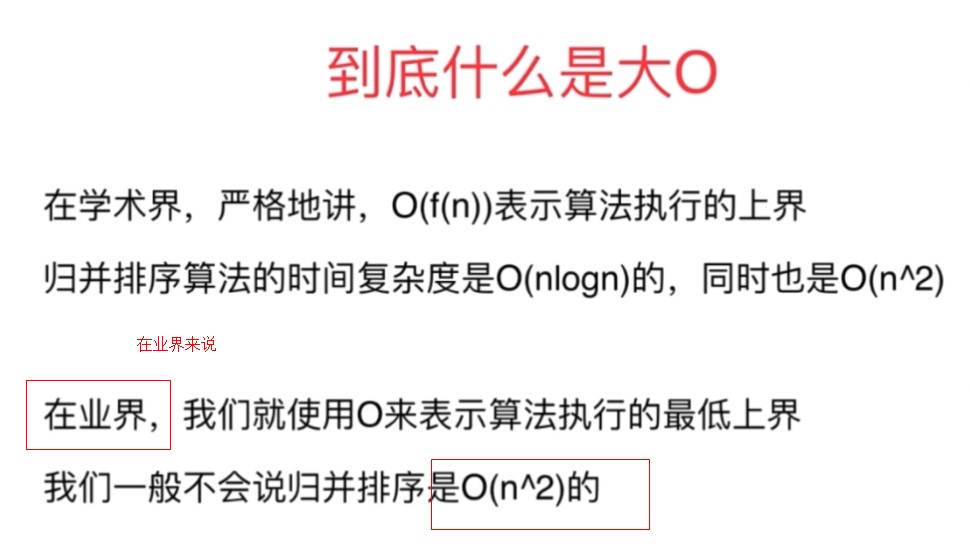 到底什么是大O
在学术界，严格地讲，O(f(n))表示算法执行的上界
归并排序算法的时间复杂度是O(nlogn)的，同时也是O(n^2)
在业界来说
在业界，我们就使用O来表示算法执行的最低上界
我们一般不会说归并排序是O(n^2)的